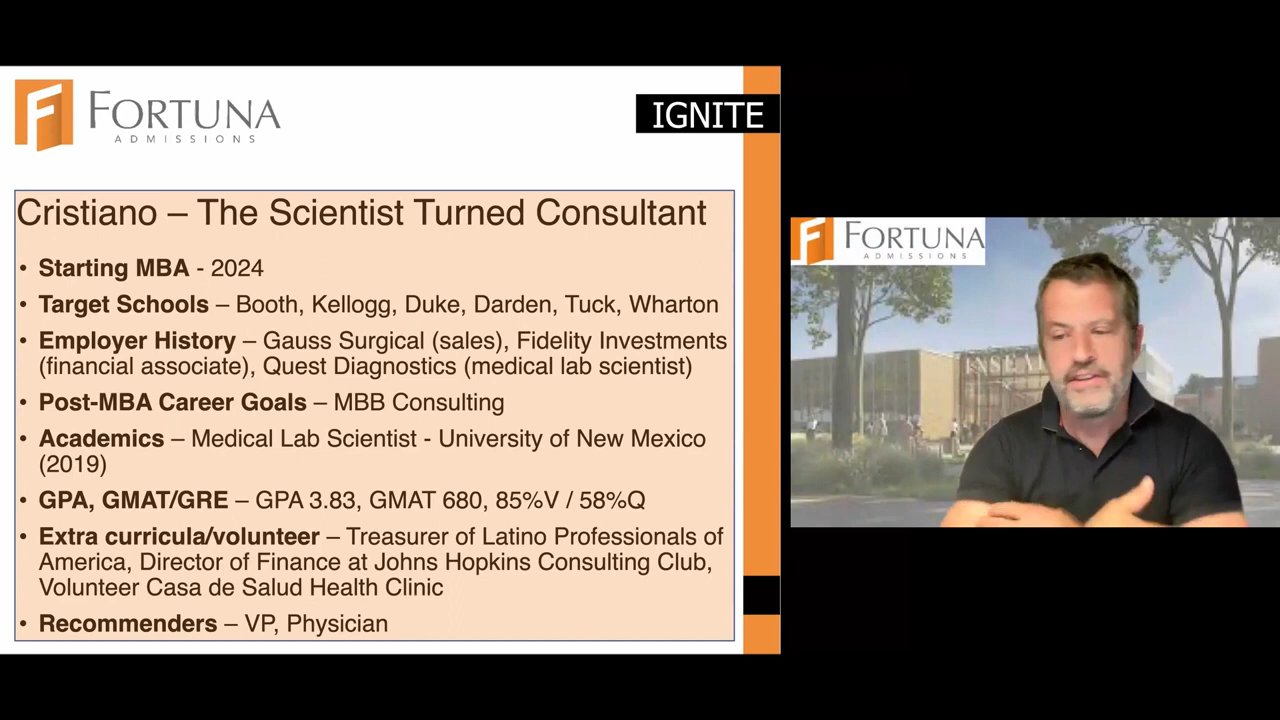 FORTUNA
ADMISSIONS
IGNITE
Cristiano – The Scientist Turned Consultant
• Starting MBA - 2024
• Target Schools – Booth, Kellogg, Duke, Darden, Tuck, Wharton
• Employer History – Gauss Surgical (sales), Fidelity Investments
(financial associate), Quest Diagnostics (medical lab scientist)
• Post-MBA Career Goals – MBB Consulting
• Academics – Medical Lab Scientist - University of New Mexico
(2019)
• GPA, GMAT/GRE – GPA 3.83, GMAT 680, 85%V / 58%Q
• Extra curricula/volunteer – Treasurer of Latino Professionals of
America, Director of Finance at Johns Hopkins Consulting Club,
Volunteer Casa de Salud Health Clinic
• Recommenders – VP, Physician
FORTUNA
ADMISSIONS